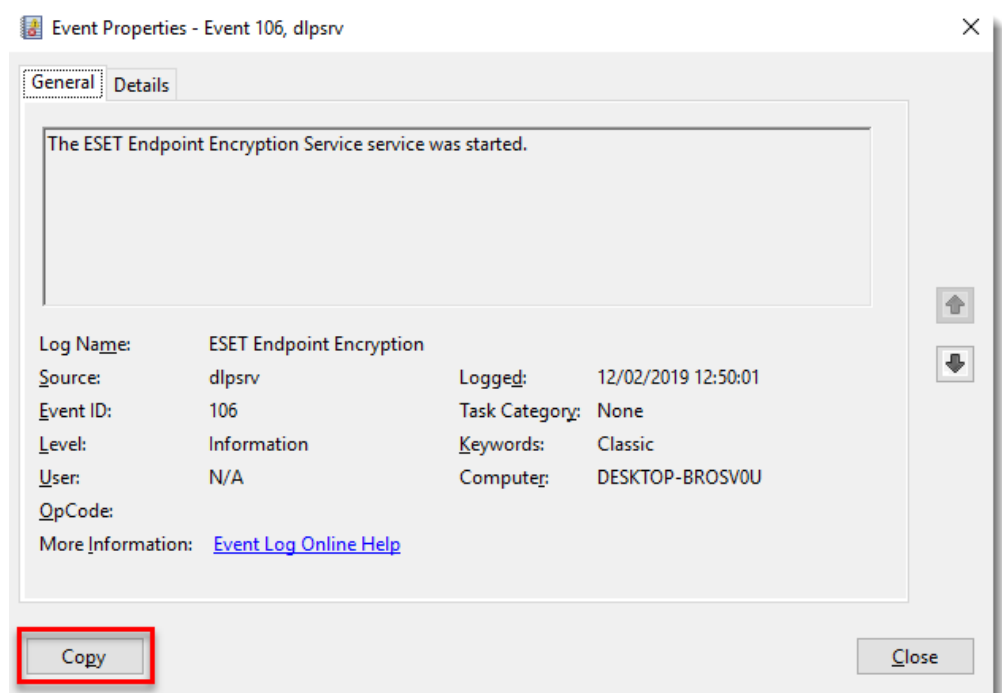 Event Properties - Event 106, dlpsrv
General Details
The ESET Endpoint Encryption Service service was started.
Log Name: ESET Endpoint Encryption
Source: dlpsrv Logged: 12/02/2019 12:50:01
Event ID: 106 Task Category: None
Level: Information Keywords: Classic
User: N/A Computer: DESKTOP-BROSV0U
OpCode:
More Information: Event Log Online Help
Copy Close